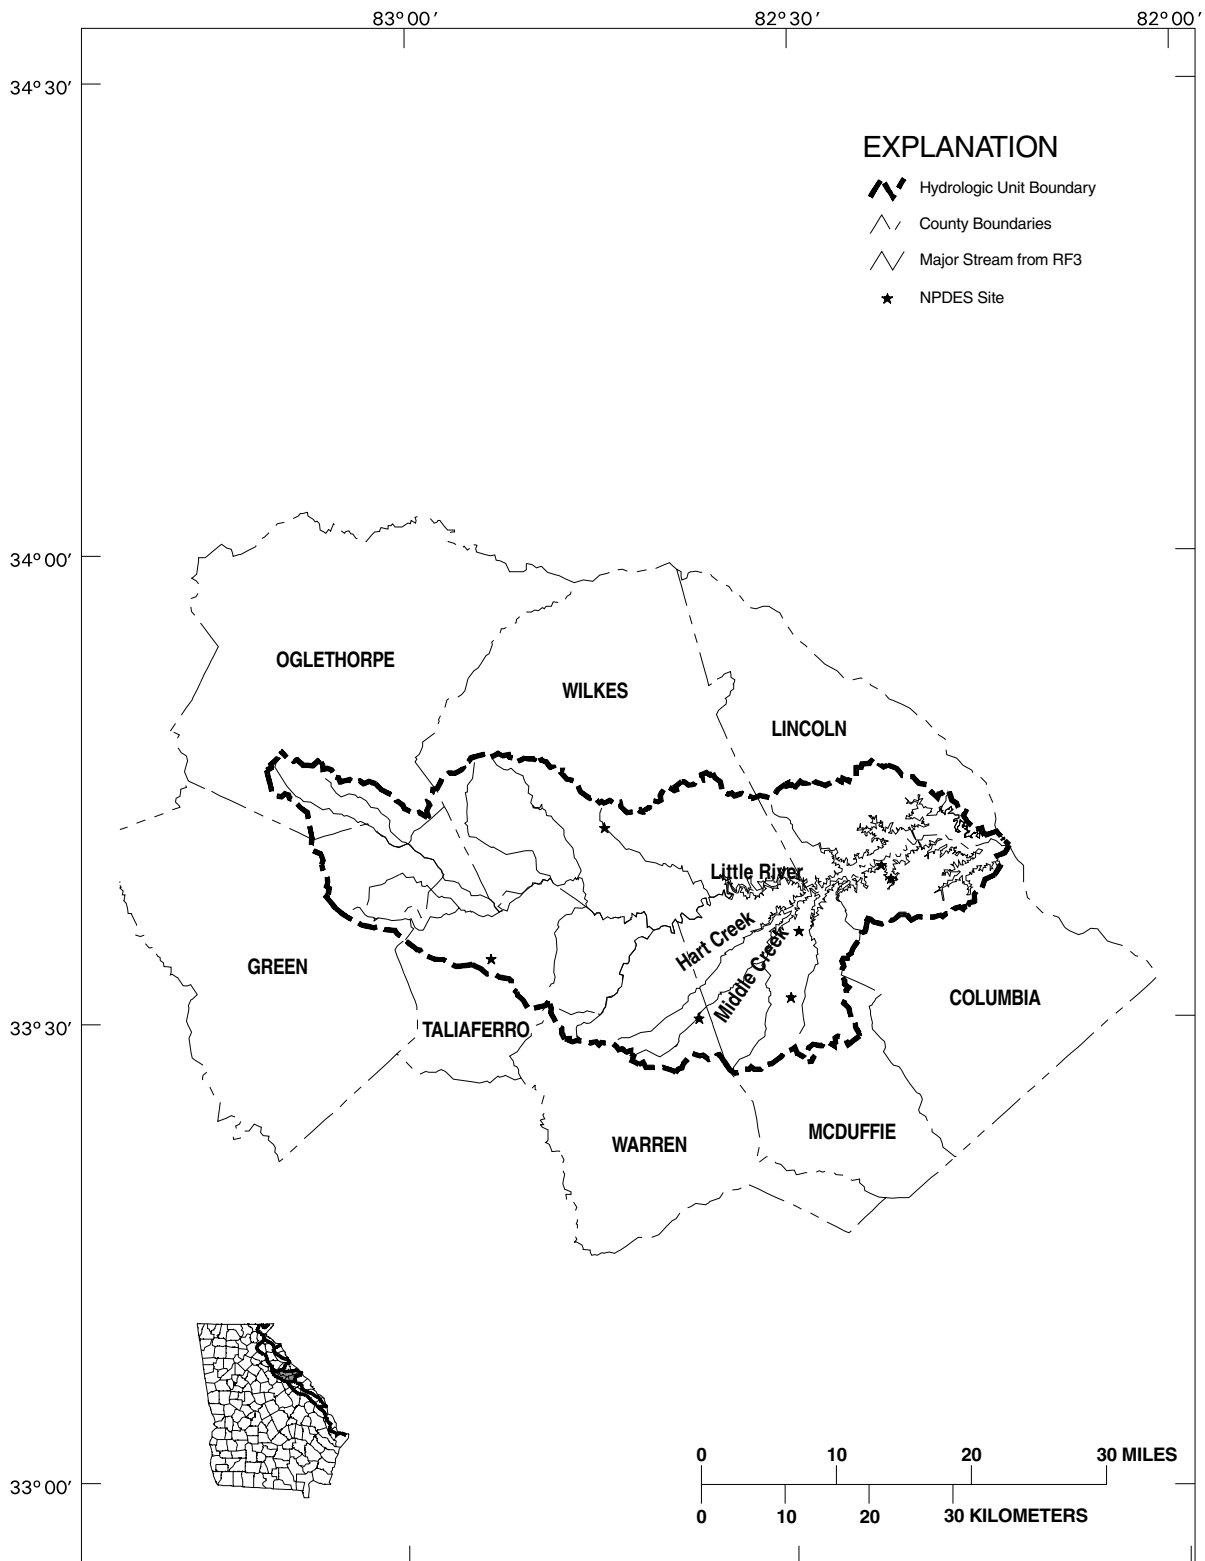 83°00′ 82°30′ 82°00′
34°30′
EXPLANATION
Hydrologic Unit Boundary
County Boundaries
Major Stream from RF3
NPDES Site
34°00′
OGLETHORPE
WILKES
LINCOLN
Little River
Hart Creek
Middle Creek
GREEN
COLUMBIA
33°30′
TALIAFERRO
MCDUFFIE
WARREN
0 10 20 30 MILES
33°00′
0 10 20 30 KILOMETERS